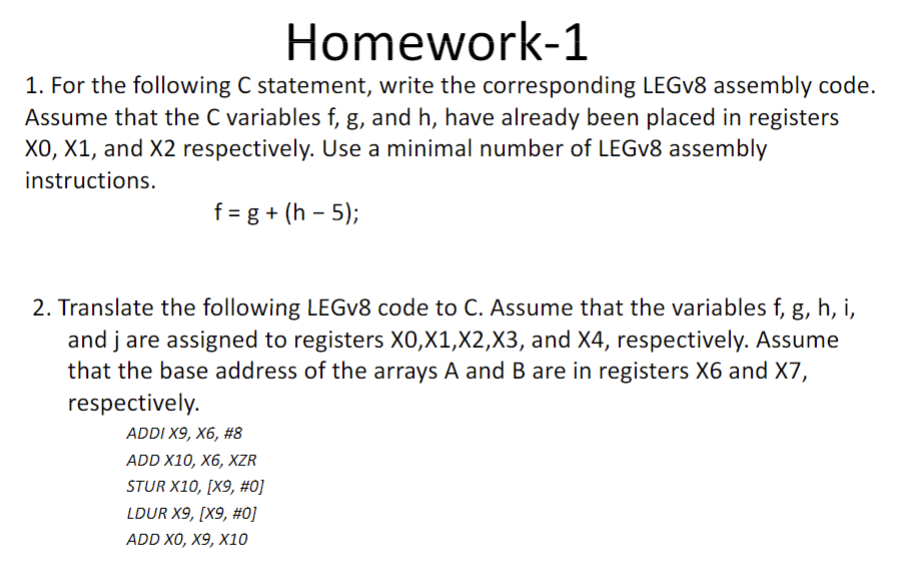 Homework-1
1. For the following C statement, write the corresponding LEGv8 assembly code.
Assume that the C variables f, g, and h, have already been placed in registers
X0, X1, and X2 respectively. Use a minimal number of LEGv8 assembly
instructions.
f = g + (h – 5);
2. Translate the following LEGv8 code to C. Assume that the variables f, g, h, i,
and j are assigned to registers X0,X1,X2,X3, and X4, respectively. Assume
that the base address of the arrays A and B are in registers X6 and X7,
respectively.
ADDI X9, X6, #8
ADD X10, X6, XZR
STUR X10, [X9, #0]
LDUR X9, [X9, #0]
ADD X0, X9, X10